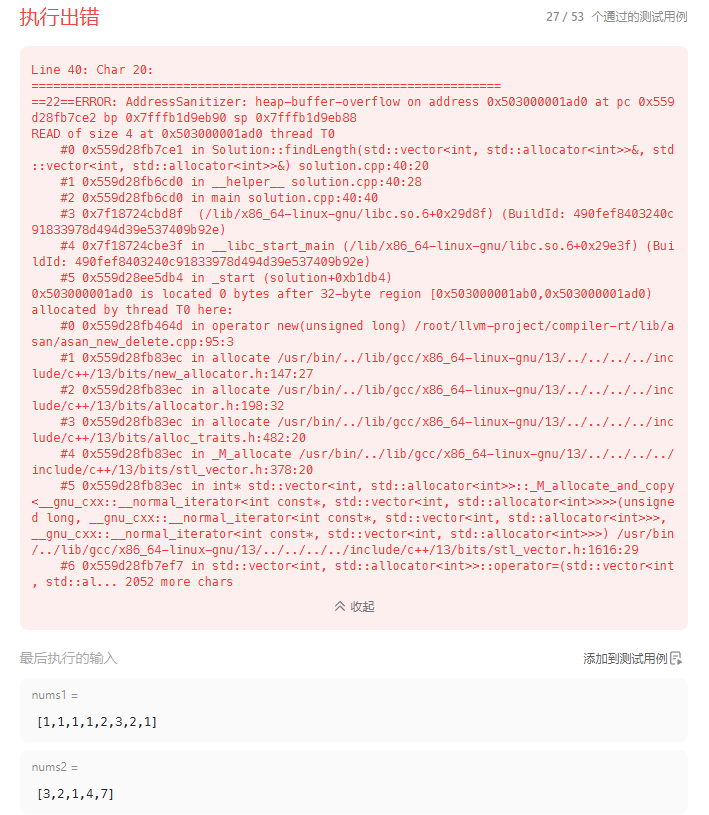 执行出错
27 / 53 个通过的测试用例
Line 40: Char 20:
=================================================================
==22==ERROR: AddressSanitizer: heap-buffer-overflow on address 0x503000001ad0 at pc 0x559
d28fb7ce2 bp 0x7fffb1d9eb90 sp 0x7fffb1d9eb88
READ of size 4 at 0x503000001ad0 thread T0
#0 0x559d28fb7ce1 in Solution::findLength(std::vector<int, std::allocator<int>>&, std
::vector<int, std::allocator<int>>&) solution.cpp:40:20
#1 0x559d28fb6cd0 in __helper__ solution.cpp:40:28
#2 0x559d28fb6cd0 in main solution.cpp:40:40
#3 0x7f18724cbd8f  (/lib/x86_64-linux-gnu/libc.so.6+0x29d8f) (BuildId: 490fef8403240c
91833978d494d39e537409b92e)
#4 0x7f18724cbe3f in __libc_start_main (/lib/x86_64-linux-gnu/libc.so.6+0x29e3f) (Bui
ldId: 490fef8403240c91833978d494d39e537409b92e)
#5 0x559d28ee5db4 in _start (solution+0xb1db4)
0x503000001ad0 is located 0 bytes after 32-byte region [0x503000001ab0,0x503000001ad0)
allocated by thread T0 here:
#0 0x559d28fb464d in operator new(unsigned long) /root/llvm-project/compiler-rt/lib/a
san/asan_new_delete.cpp:95:3
#1 0x559d28fb83ec in allocate /usr/bin/../lib/gcc/x86_64-linux-gnu/13/../../../../inc
lude/c++/13/bits/new_allocator.h:147:27
#2 0x559d28fb83ec in allocate /usr/bin/../lib/gcc/x86_64-linux-gnu/13/../../../../inc
lude/c++/13/bits/allocator.h:198:32
#3 0x559d28fb83ec in allocate /usr/bin/../lib/gcc/x86_64-linux-gnu/13/../../../../inc
lude/c++/13/bits/alloc_traits.h:482:20
#4 0x559d28fb83ec in _M_allocate /usr/bin/../lib/gcc/x86_64-linux-gnu/13/../../../../
include/c++/13/bits/stl_vector.h:378:20
#5 0x559d28fb83ec in int* std::vector<int, std::allocator<int>>::_M_allocate_and_copy
<__gnu_cxx::__normal_iterator<int const*, std::vector<int, std::allocator<int>>>>(unsigne
d long, __gnu_cxx::__normal_iterator<int const*, std::vector<int, std::allocator<int>>>,
__gnu_cxx::__normal_iterator<int const*, std::vector<int, std::allocator<int>>>) /usr/bin
/../lib/gcc/x86_64-linux-gnu/13/../../../../include/c++/13/bits/stl_vector.h:1616:29
#6 0x559d28fb7ef7 in std::vector<int, std::allocator<int>>::operator=(std::vector<int
, std::al... 2052 more chars
收起
最后执行的输入
添加到测试用例
nums1 =
[1,1,1,1,2,3,2,1]
nums2 =
[3,2,1,4,7]